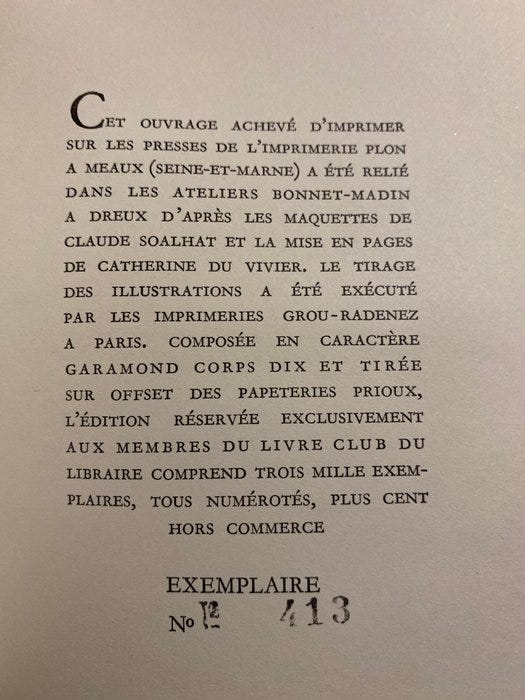 CET OUVRAGE ACHEVÉ D'IMPRIMER
SUR LES PRESSES DE L'IMPRIMERIE PLON
A MEAUX (SEINE-ET-MARNE) A ÉTÉ RELIÉ
DANS LES ATELIERS BONNET-MADIN
A DREUX D'APRÈS LES MAQUETTES DE
CLAUDE SOALHAT ET LA MISE EN PAGES
DE CATHERINE DU VIVIER. LE TIRAGE
DES ILLUSTRATIONS A ÉTÉ EXÉCUTÉ
PAR LES IMPRIMERIES GROU-RADENEZ
A PARIS. COMPOSÉE EN CARACTÈRE
GARAMOND CORPS DIX ET TIRÉE
SUR OFFSET DES PAPETERIES PRIOUX,
L'ÉDITION RÉSERVÉE EXCLUSIVEMENT
AUX MEMBRES DU LIVRE CLUB DU
LIBRAIRE COMPREND TROIS MILLE EXEM-
PLAIRES, TOUS NUMÉROTÉS, PLUS CENT
HORS COMMERCE
EXEMPLAIRE
No 413